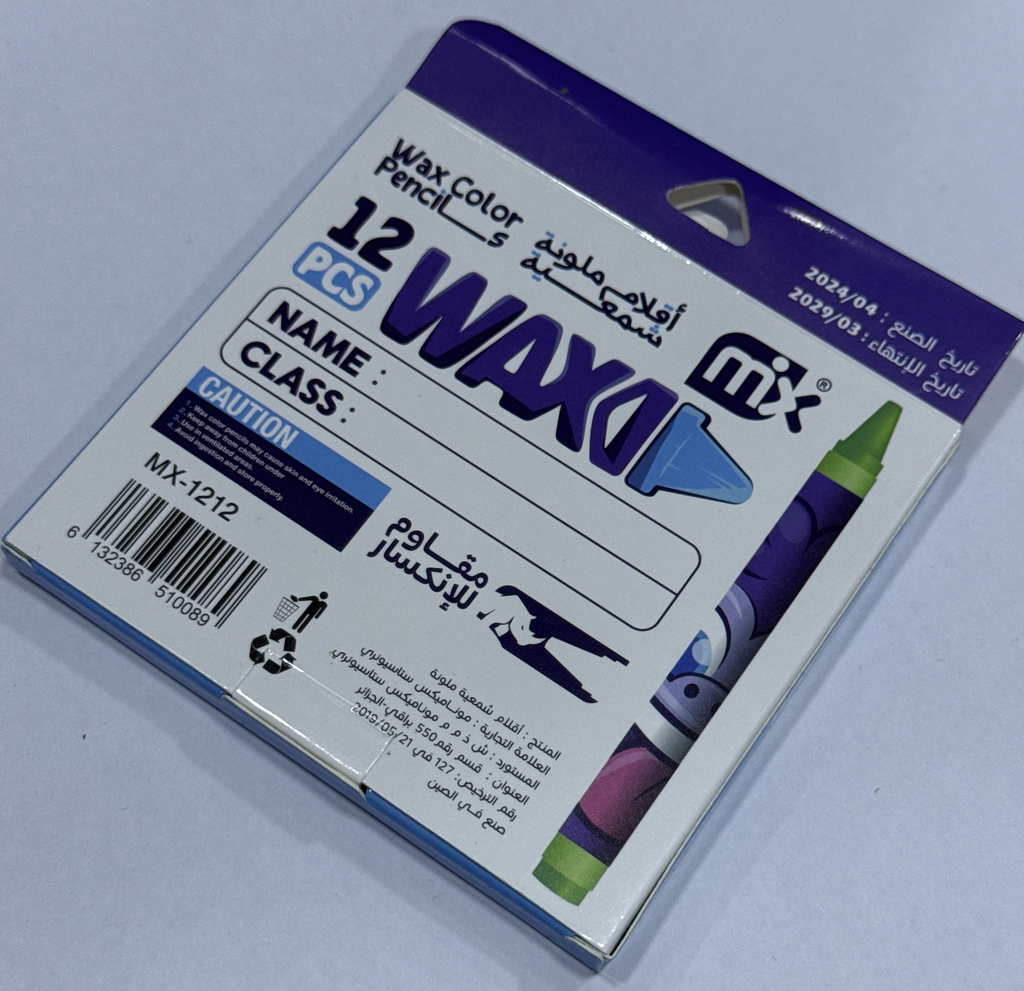 تاريخ الصنع : 2024/04
تاريخ الإنتهاء : 2029/03
Wax Color
Pencils
أقلام ملونة
شمعية
mix®
12
PCS
WAX
NAME :
CLASS :
CAUTION
1. Wax color pencils may cause skin and eye irritation.
2. Keep away from children under
3. Use in ventilated areas.
4. Avoid ingestion and store properly.
MX-1212
6 132386 510089
مقاوم
للإنكسار
المنتج : أقلام شمعية ملونة
العلامة التجارية : موناميكس ستاسيونري
المستورد : ش ذ م م موناميكس ستاسيونري
العنوان : قسم رقم 550 براقي-الجزائر
رقم الترخيص: 127 في 2019/05/21
صنع في الصين